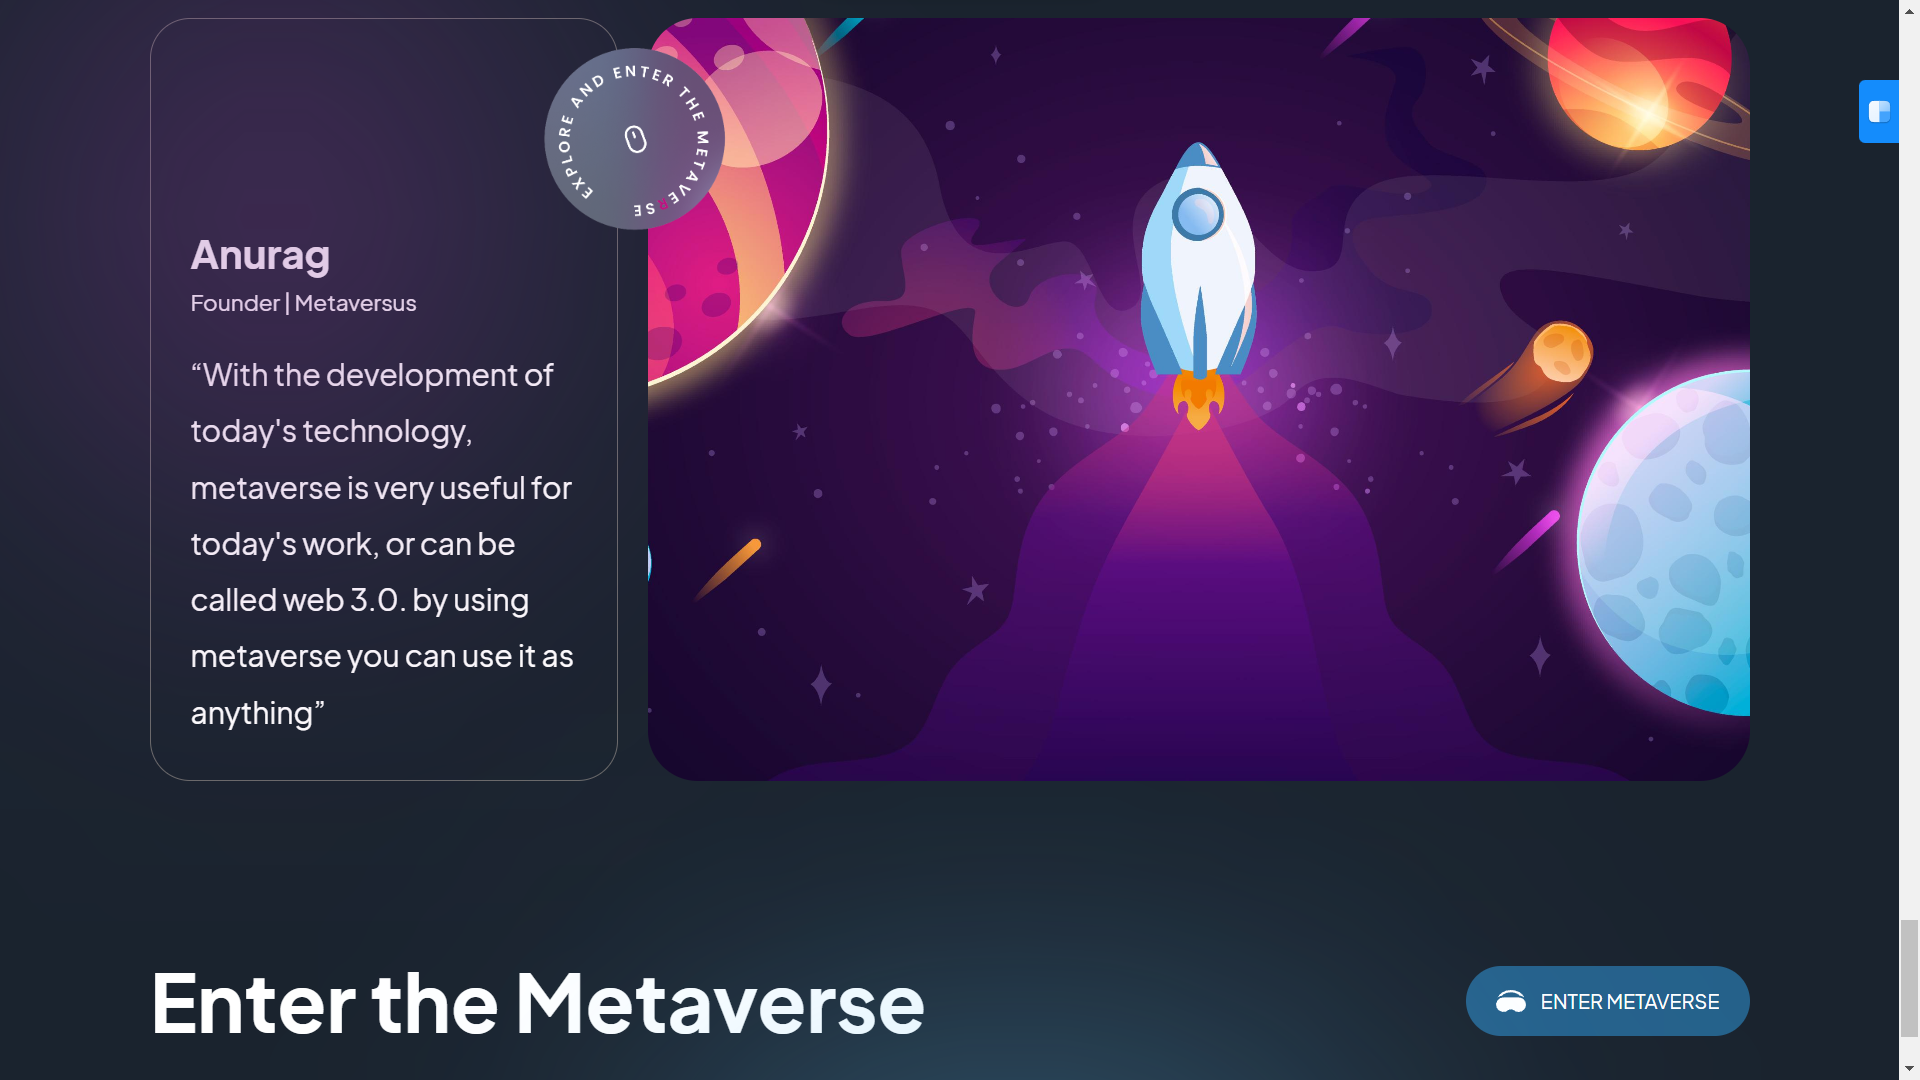 EXPLORE AND ENTER THE METAVERSE
Anurag
Founder | Metaversus
“With the development of
today's technology,
metaverse is very useful for
today's work, or can be
called web 3.0. by using
metaverse you can use it as
anything”
Enter the Metaverse
ENTER METAVERSE